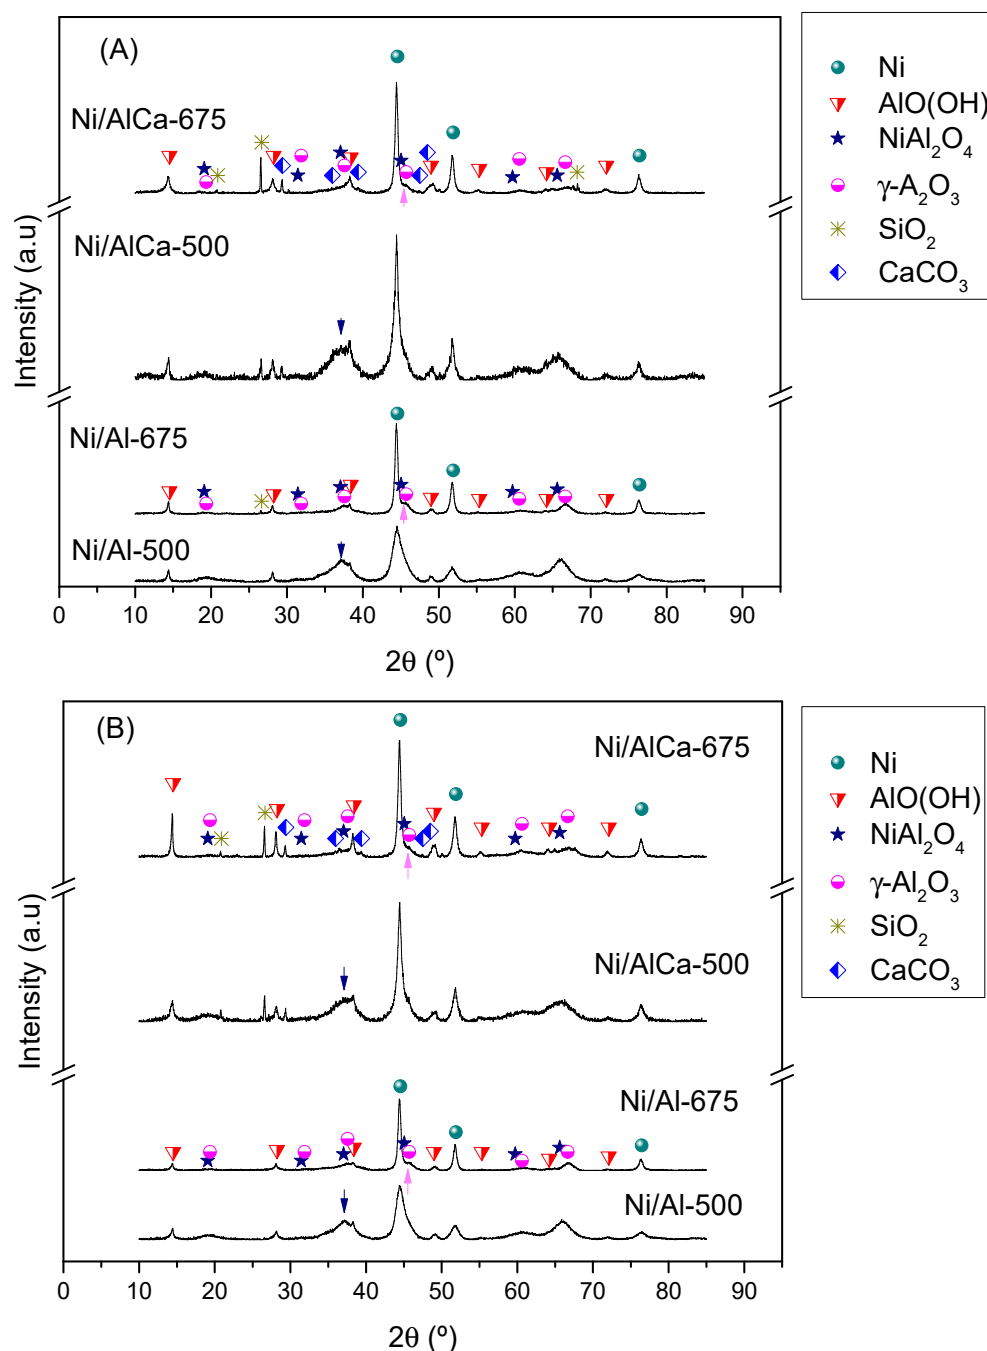 (A)
Ni/AlCa-675
Ni/AlCa-500
Ni/Al-675
Ni/Al-500
Intensity (a.u)
0 10 20 30 40 50 60 70 80 90
2θ (º)
Ni
AlO(OH)
NiAl₂O₄
γ-A₂O₃
SiO₂
CaCO₃
(B)
Ni/AlCa-675
Ni/AlCa-500
Ni/Al-675
Ni/Al-500
Intensity (a.u)
0 10 20 30 40 50 60 70 80 90
2θ (º)
Ni
AlO(OH)
NiAl₂O₄
γ-Al₂O₃
SiO₂
CaCO₃